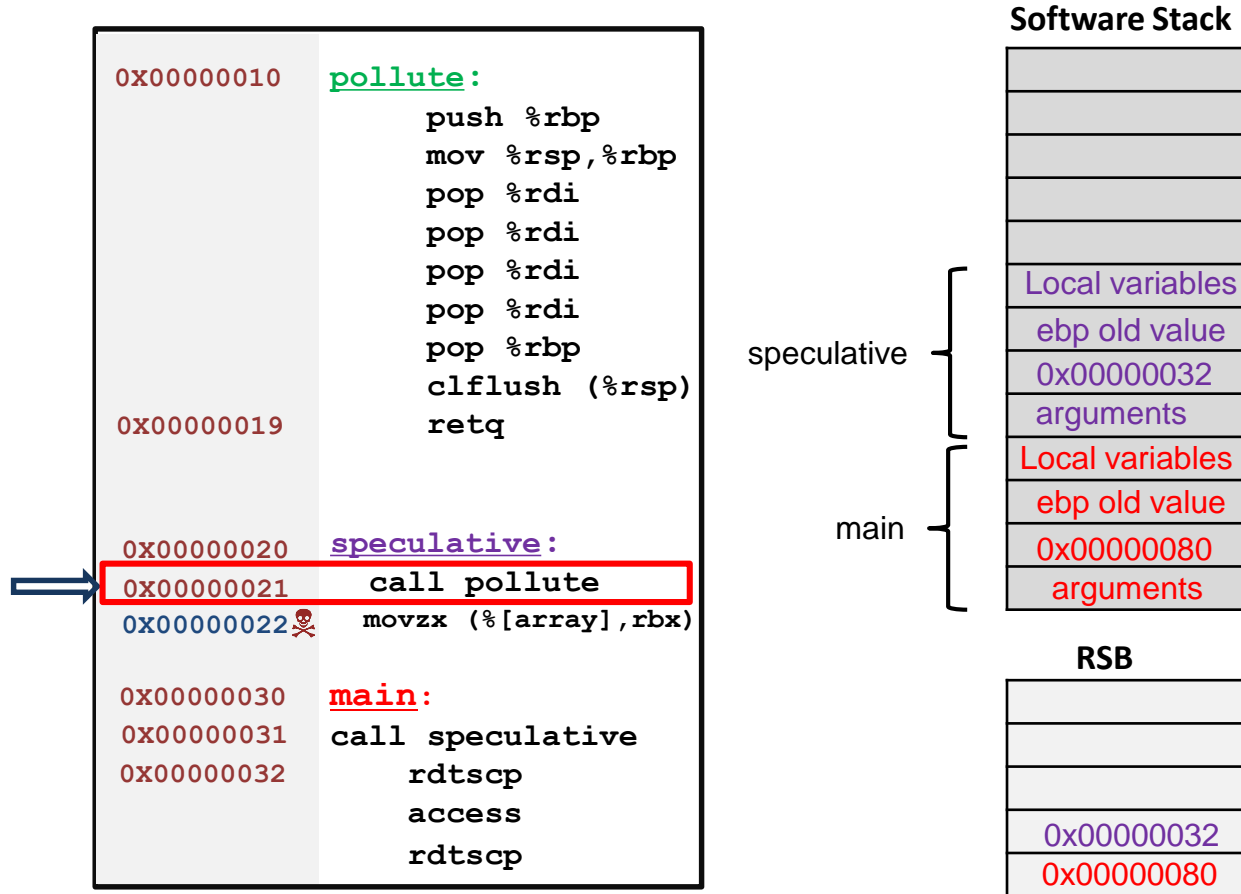 0X00000010 pollute:
push %rbp
mov %rsp,%rbp
pop %rdi
pop %rdi
pop %rdi
pop %rdi
pop %rbp
clflush (%rsp)
0X00000019 retq
0X00000020 speculative:
0X00000021 call pollute
0X00000022 movzx (%[array],rbx)
0X00000030 main:
0X00000031 call speculative
0X00000032 rdtscp
access
rdtscp
speculative
main
Software Stack
Local variables
ebp old value
0x00000032
arguments
Local variables
ebp old value
0x00000080
arguments
RSB
0x00000032
0x00000080